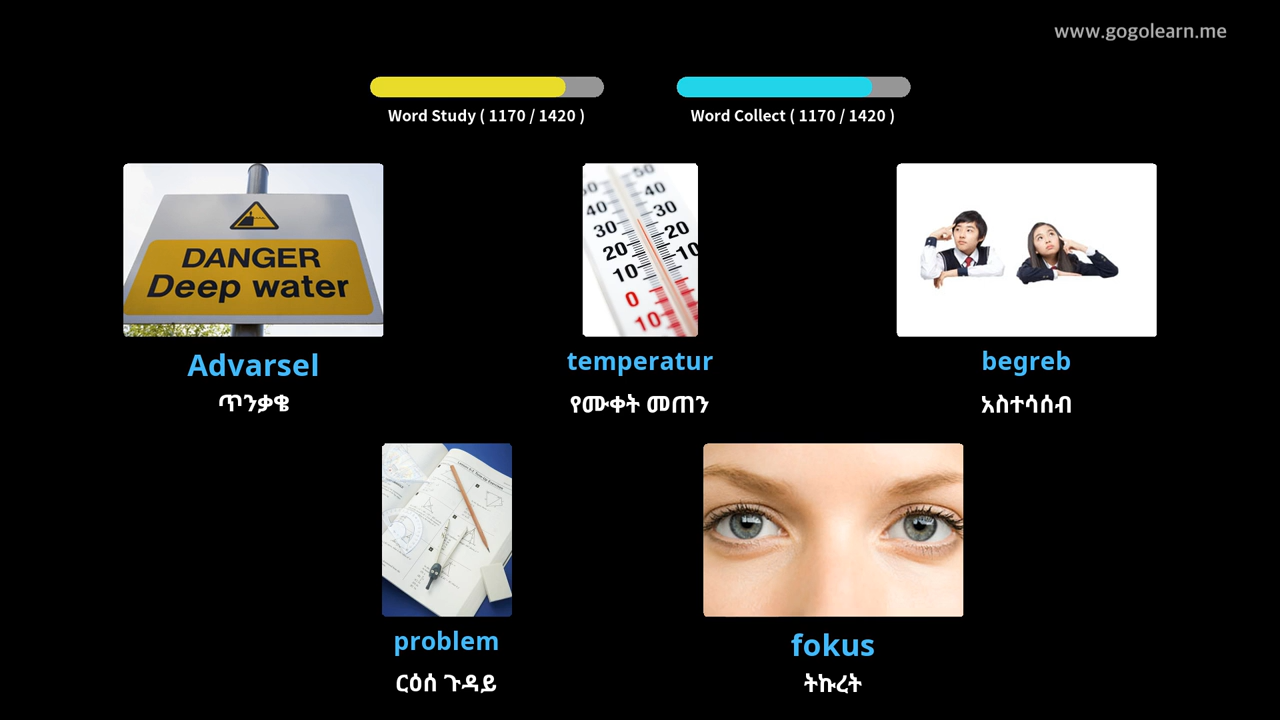 www.gogolearn.me
Word Study ( 1170 / 1420 )
Word Collect ( 1170 / 1420 )
DANGER
Deep water
50
50
40
40
30
30
20
20
10
10
0
10
Advarsel
temperatur
begreb
ጥንቃቄ
የሙቀት መጠን
አስተሳሰብ
problem
fokus
ርዕሰ ጉዳይ
ትኩረት